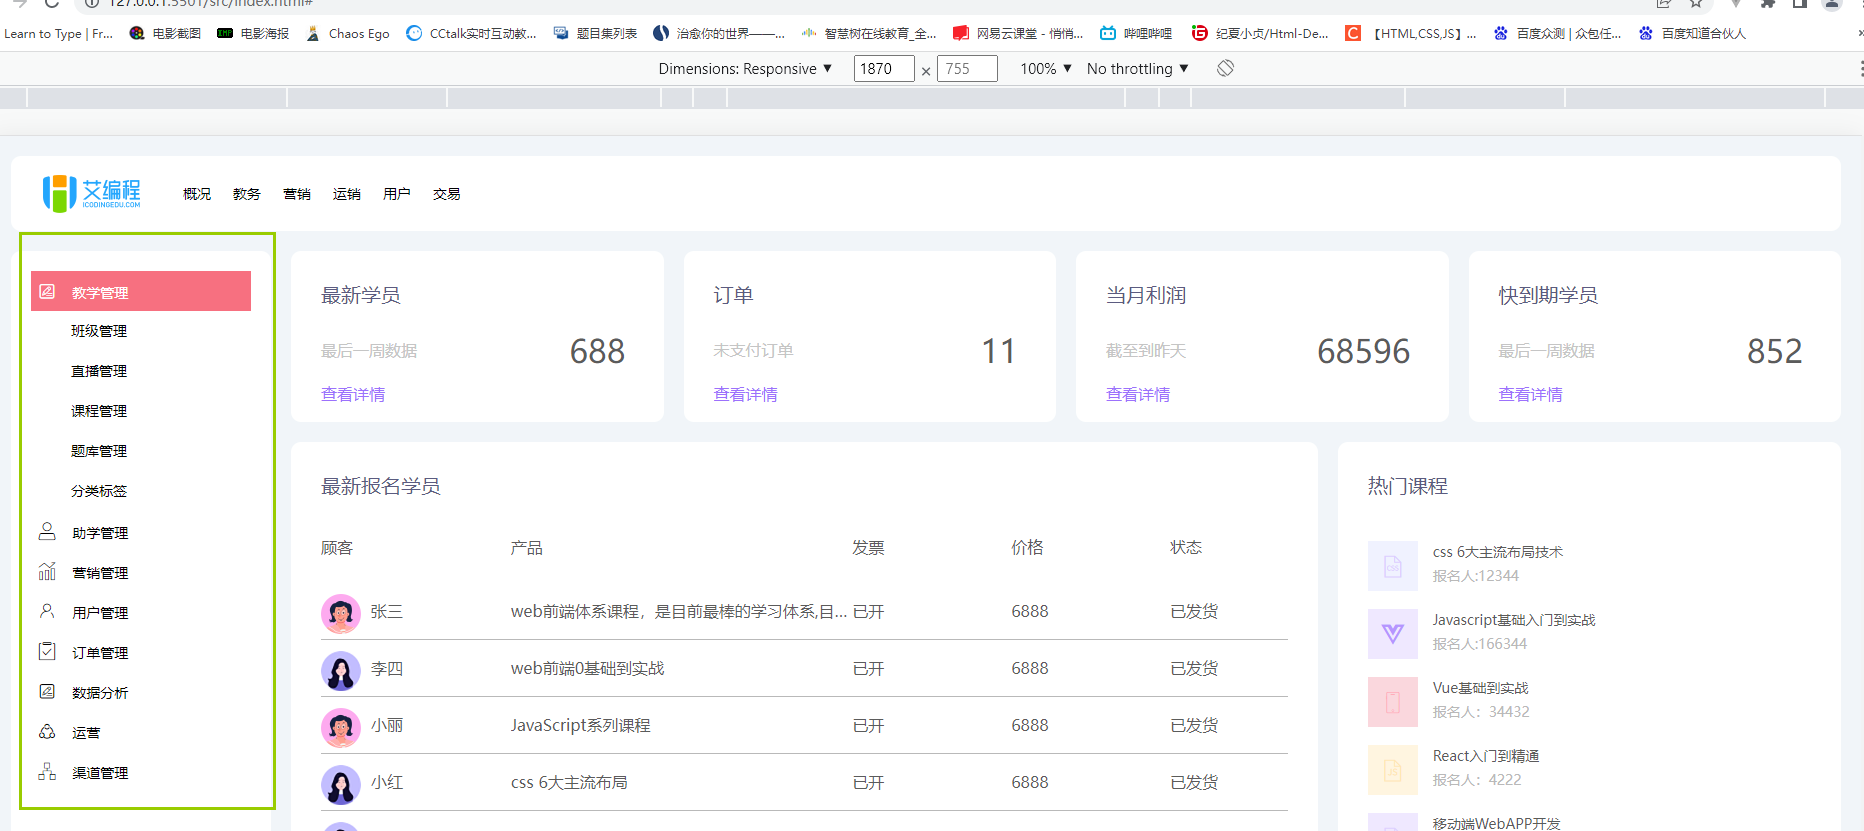 127.0.0.1:5501/src/index.html#
Learn to Type | Fr...
电影截图
电影海报
Chaos Ego
CCtalk实时互动教...
题目集列表
治愈你的世界——...
智慧树在线教育_全...
网易云课堂 - 悄悄...
哔哩哔哩
纪夏小贞/Html-De...
【HTML,CSS,JS】...
百度众测 | 众包任...
百度知道合伙人
»
Dimensions: Responsive ▼ 1870 × 755 100% ▼ No throttling ▼
艾编程
ICODINGEDU.COM
概况 教务 营销 运销 用户 交易
教学管理
班级管理
直播管理
课程管理
题库管理
分类标签
助学管理
营销管理
用户管理
订单管理
数据分析
运营
渠道管理
最新学员
最后一周数据 688
查看详情
订单
未支付订单 11
查看详情
当月利润
截至到昨天 68596
查看详情
快到期学员
最后一周数据 852
查看详情
最新报名学员
顾客 产品 发票 价格 状态
张三 web前端体系课程，是目前最棒的学习体系,目... 已开 6888 已发货
李四 web前端0基础到实战 已开 6888 已发货
小丽 JavaScript系列课程 已开 6888 已发货
小红 css 6大主流布局 已开 6888 已发货
热门课程
CSS
css 6大主流布局技术
报名人:12344
Javascript基础入门到实战
报名人:166344
Vue基础到实战
报名人：34432
JS
React入门到精通
报名人：4222
移动端WebAPP开发